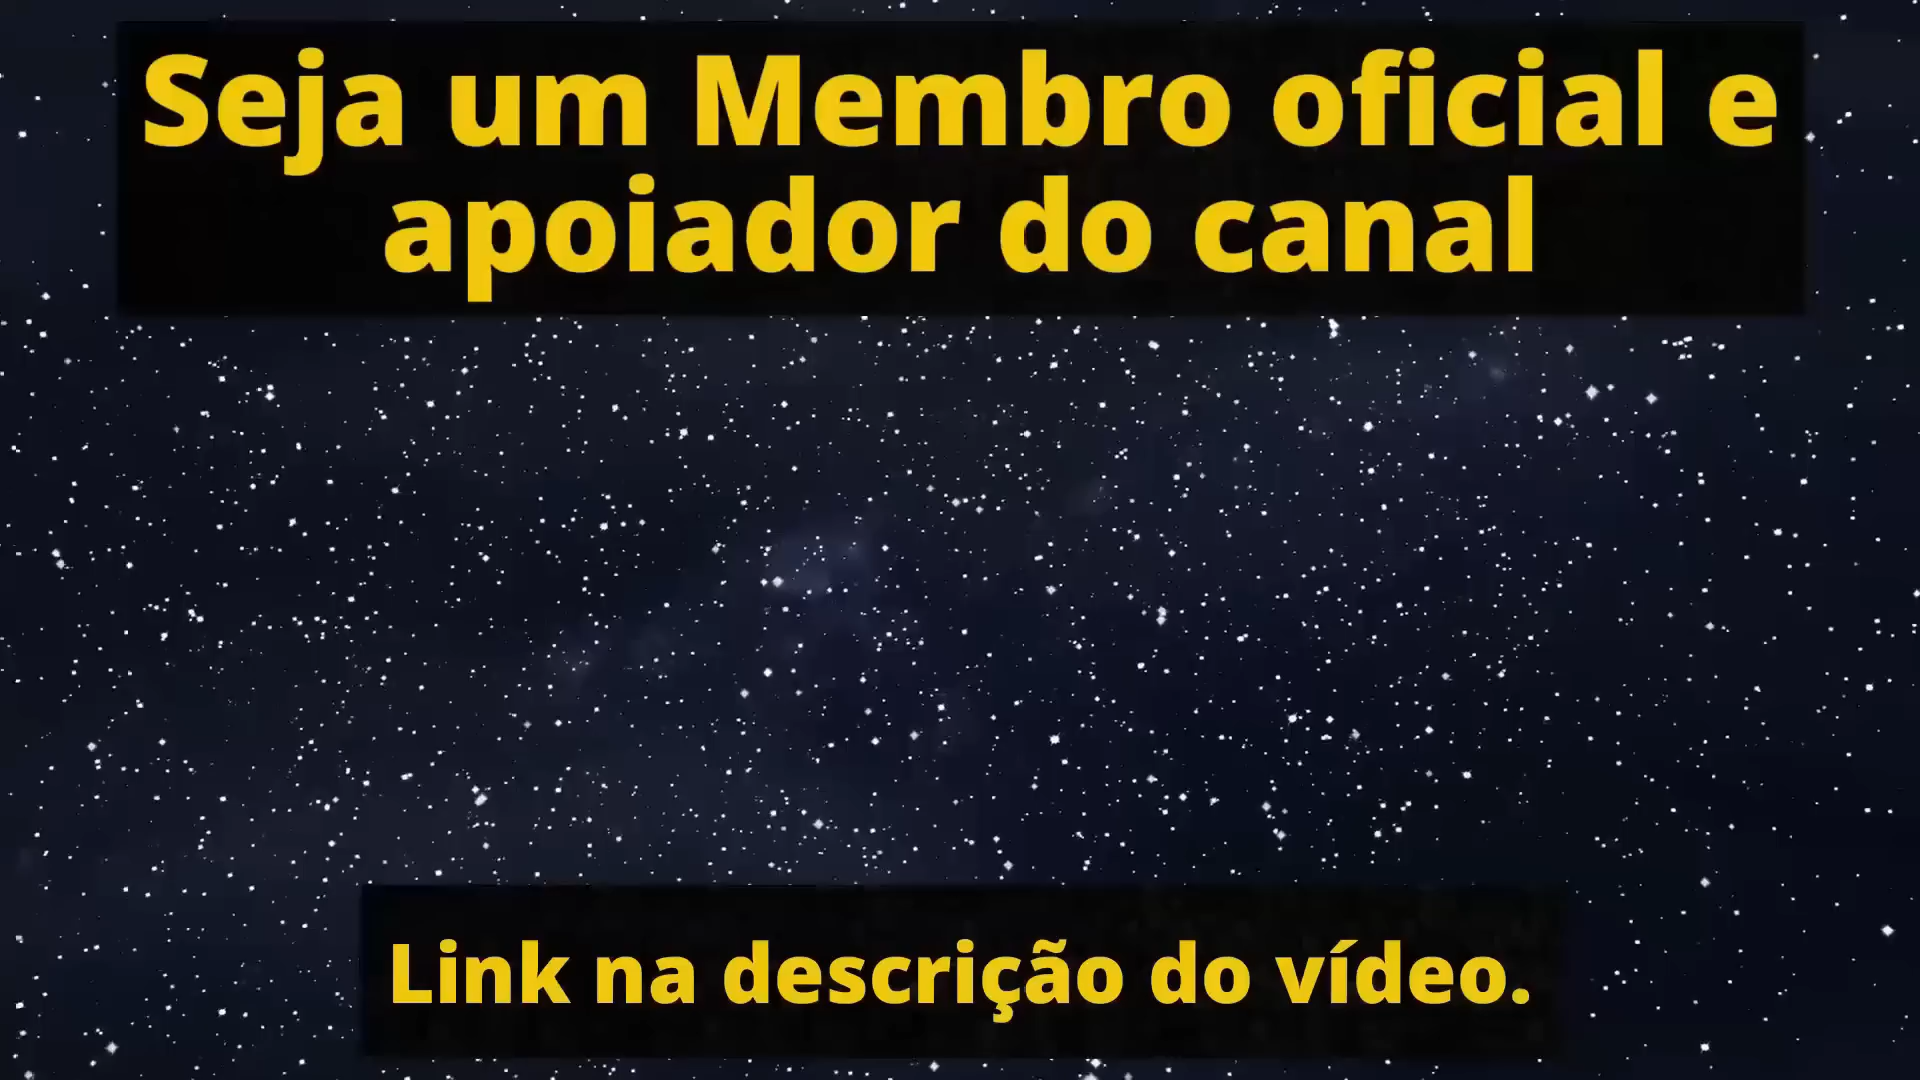 Seja um Membro oficial e
apoiador do canal
Link na descrição do vídeo.